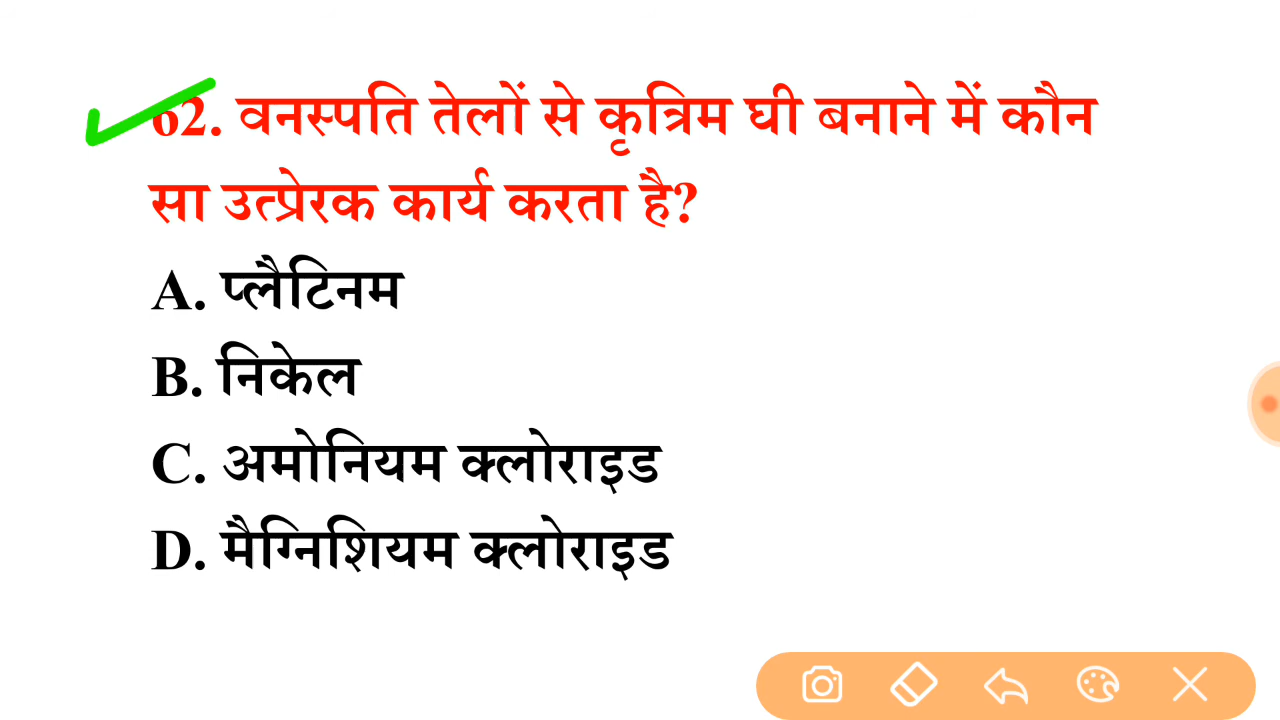 62. वनस्पति तेलों से कृत्रिम घी बनाने में कौन
सा उत्प्रेरक कार्य करता है?
A. प्लैटिनम
B. निकेल
C. अमोनियम क्लोराइड
D. मैग्निशियम क्लोराइड